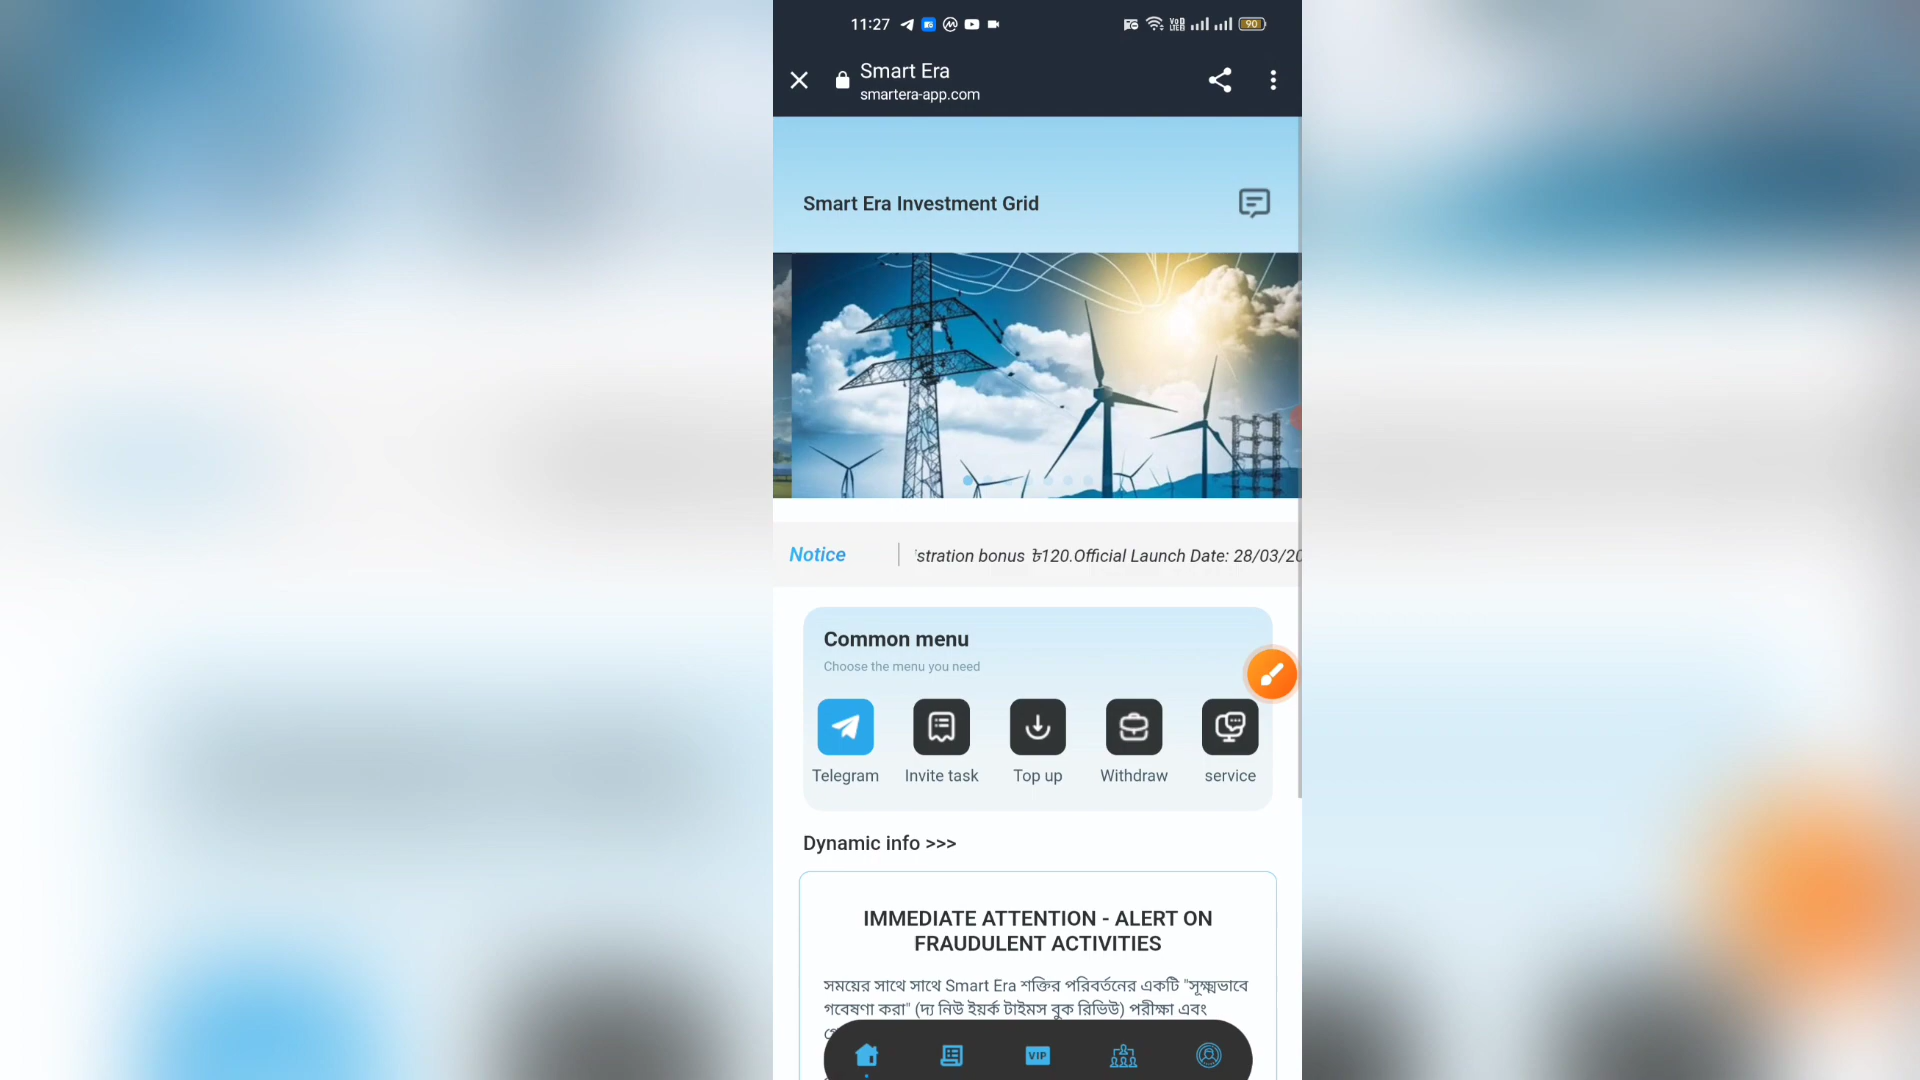 11:27
90
Smart Era
smartera-app.com
Smart Era Investment Grid
Notice
stration bonus ৳120.Official Launch Date: 28/03/20
Common menu
Choose the menu you need
Telegram Invite task Top up Withdraw service
Dynamic info >>>
IMMEDIATE ATTENTION - ALERT ON
FRAUDULENT ACTIVITIES
সময়ের সাথে সাথে Smart Era শক্তির পরিবর্তনের একটি "সূক্ষ্মভাবে
গবেষণা করা" (দ্য নিউ ইয়র্ক টাইমস বুক রিভিউ) পরীক্ষা এবং
VIP